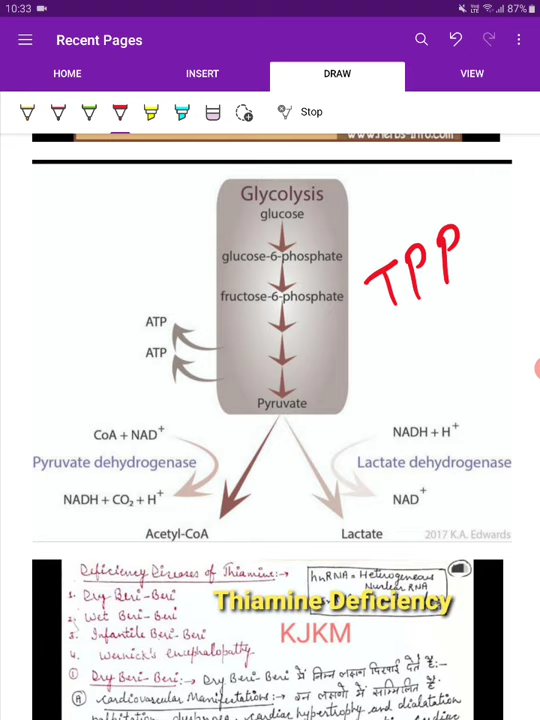 10:33 87%
Recent Pages
HOME INSERT DRAW VIEW
Stop
www.herbs-info.com
Glycolysis
glucose
glucose-6-phosphate
fructose-6-phosphate
TPP
ATP
ATP
Pyruvate
CoA + NAD+
NADH + H+
Pyruvate dehydrogenase
Lactate dehydrogenase
NADH + CO2 + H+
NAD+
Acetyl-CoA
Lactate
2017 K.A. Edwards
Deficiency Diseases of Thiamine:→
hnRNA = Heterogeneous
Nuclear RNA
1. Dry Beri-Beri
Thiamine Deficiency
2. Wet Beri-Beri
KJKM
3. Infantile Beri-Beri
4. Wernick's encephalopathy
① Dry Beri-Beri:→ Dry Beri-Beri में निम्न लक्षण दिखाई देते हैं:-
Ⓐ Cardiovascular Manifestations:→ इन लक्षणों में सम्मिलित है.
palpitation, dyspnoea, cardiac hypertrophy and dialatation